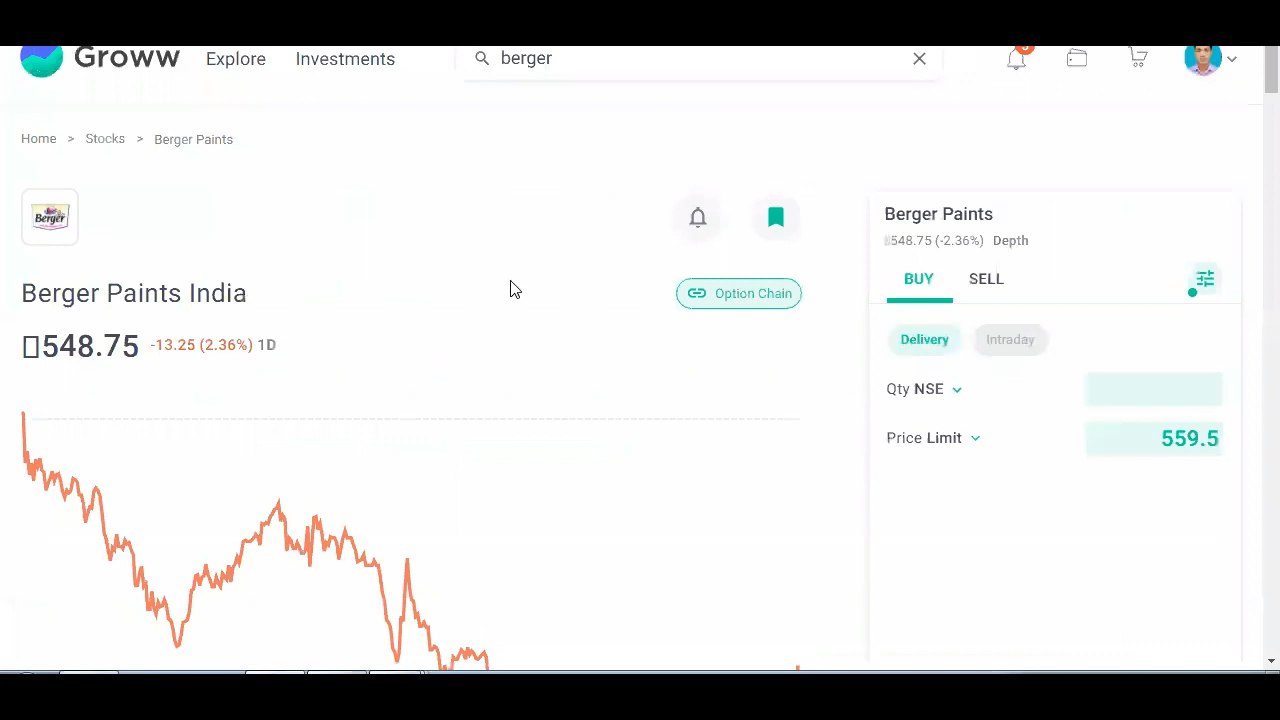 Groww
Explore
Investments
berger
Home > Stocks > Berger Paints
Berger
Berger Paints India
Option Chain
548.75 -13.25 (2.36%) 1D
Berger Paints
548.75 (-2.36%) Depth
BUY
SELL
Delivery
Intraday
Qty NSE
Price Limit
559.5